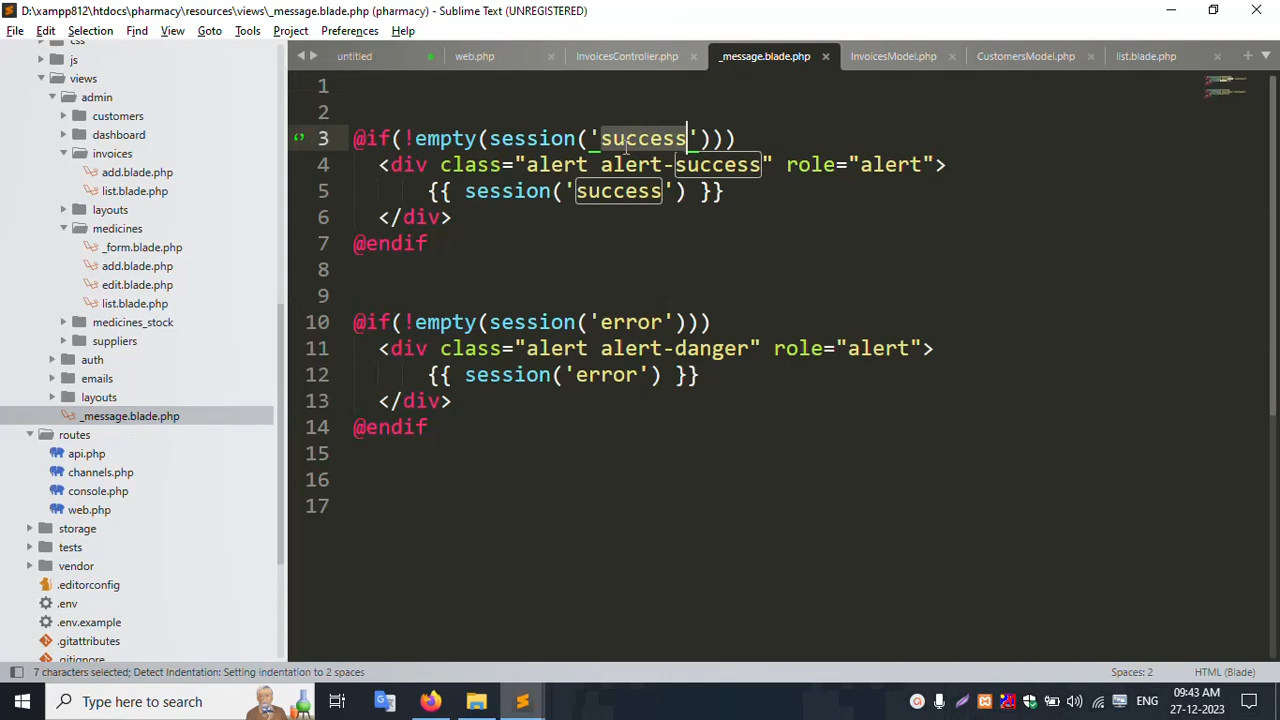 D:\xampp812\htdocs\pharmacy\resources\views\_message.blade.php (pharmacy) - Sublime Text (UNREGISTERED)
File Edit Selection Find View Goto Tools Project Preferences Help
css
js
views
admin
customers
dashboard
invoices
add.blade.php
list.blade.php
layouts
medicines
_form.blade.php
add.blade.php
edit.blade.php
list.blade.php
medicines_stock
suppliers
auth
emails
layouts
_message.blade.php
routes
api.php
channels.php
console.php
web.php
storage
tests
vendor
.editorconfig
.env
.env.example
.gitattributes
.gitignore
untitled web.php InvoicesController.php _message.blade.php InvoicesModel.php CustomersModel.php list.blade.php
1
2
3 @if(!empty(session('success')))
4 <div class="alert alert-success" role="alert">
5 {{ session('success') }}
6 </div>
7 @endif
8
9
10 @if(!empty(session('error')))
11 <div class="alert alert-danger" role="alert">
12 {{ session('error') }}
13 </div>
14 @endif
15
16
17
7 characters selected; Detect Indentation: Setting indentation to 2 spaces Spaces: 2 HTML (Blade)
Type here to search ENG 09:43 AM
27-12-2023